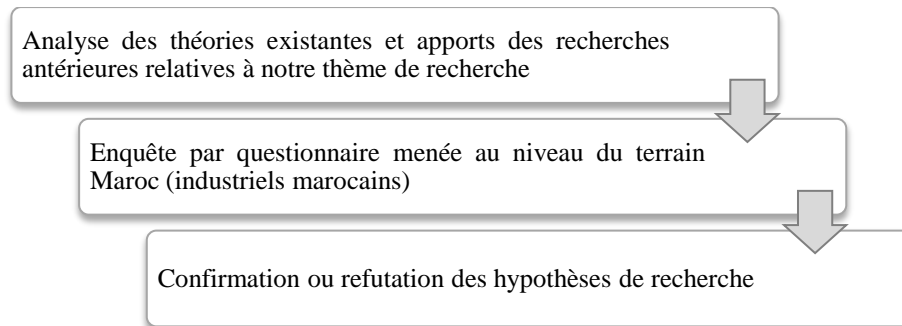 Analyse des théories existantes et apports des recherches
antérieures relatives à notre thème de recherche
Enquête par questionnaire menée au niveau du terrain
Maroc (industriels marocains)
Confirmation ou refutation des hypothèses de recherche